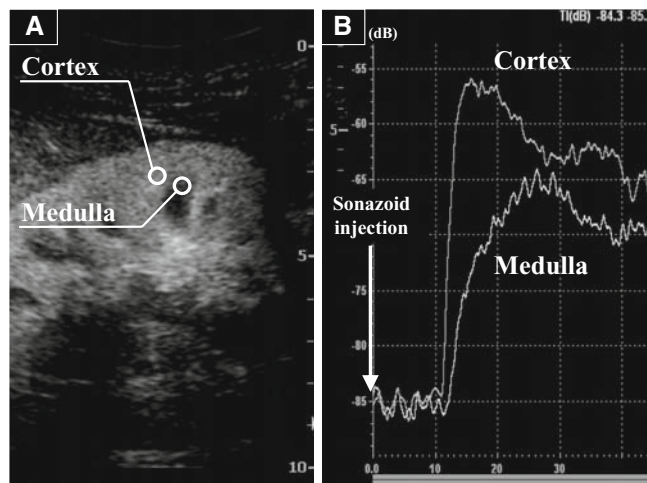 A
Cortex
Medulla
0
5
10
B
(dB)
TI(dB) -84.3 -85.
Cortex
-55
5
-60
-65
Sonazoid
injection
Medulla
-75
-80
-85
0.0
10
20
30